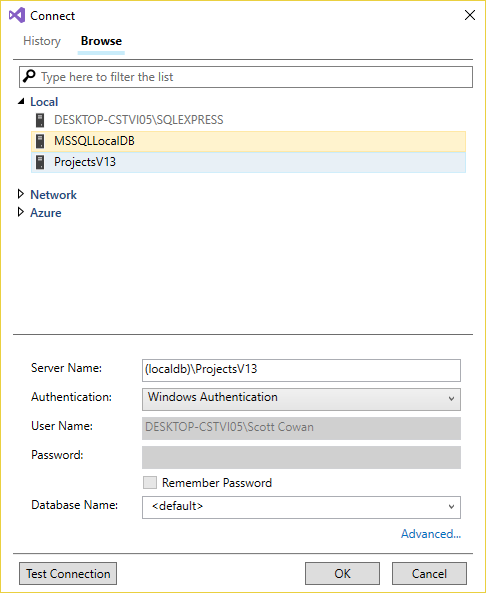 Connect
History Browse
Type here to filter the list
Local
DESKTOP-CSTVI05\SQLEXPRESS
MSSQLLocalDB
ProjectsV13
Network
Azure
Server Name: (localdb)\ProjectsV13
Authentication: Windows Authentication
User Name: DESKTOP-CSTVI05\Scott Cowan
Password:
Remember Password
Database Name: <default>
Advanced...
Test Connection OK Cancel